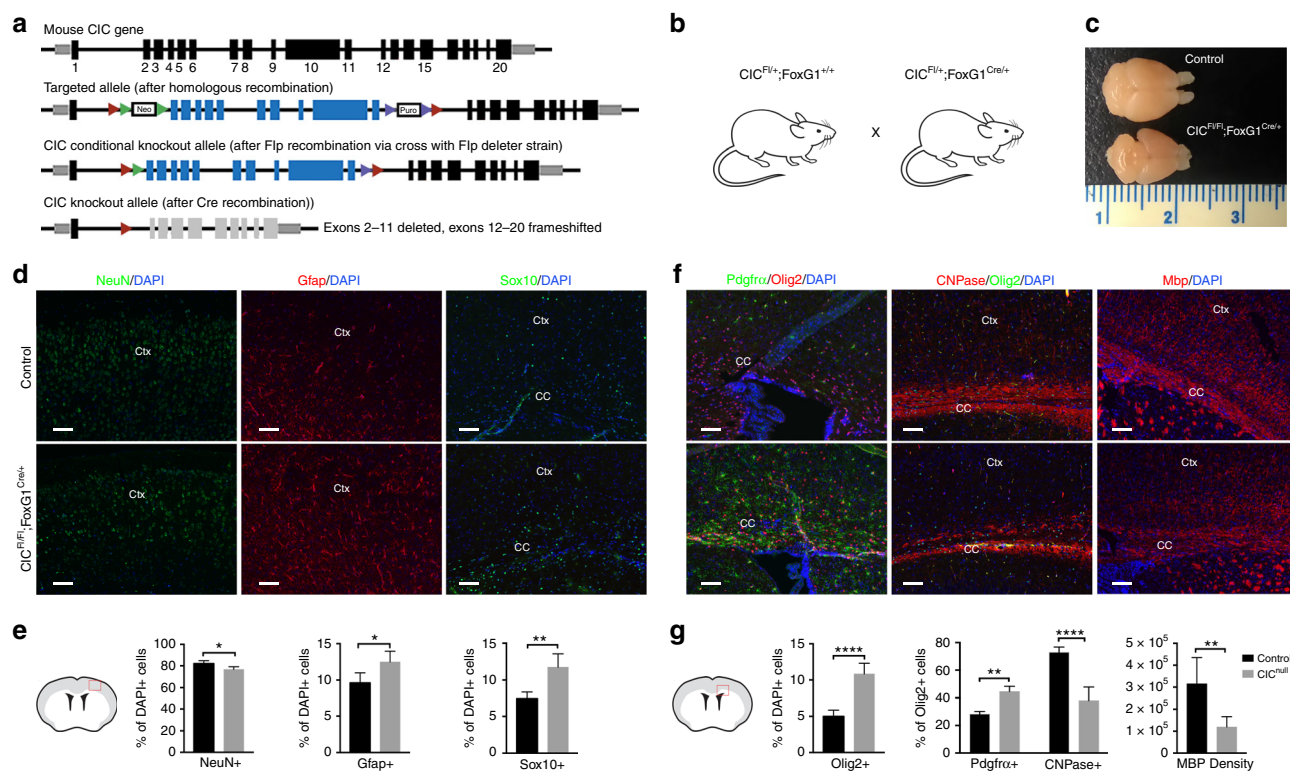 a
Mouse CIC gene
1 2 3 4 5 6 7 8 9 10 11 12 15 20
Targeted allele (after homologous recombination)
Neo Puro
CIC conditional knockout allele (after Flp recombination via cross with Flp deleter strain)
CIC knockout allele (after Cre recombination))
Exons 2–11 deleted, exons 12–20 frameshifted
b
CIC^Fl/+;FoxG1^+/+ CIC^Fl/+;FoxG1^Cre/+
X
c
Control
CIC^Fl/Fl;FoxG1^Cre/+
1 2 3
d
NeuN/DAPI Gfap/DAPI Sox10/DAPI
Control
Ctx Ctx Ctx
CC
CIC^Fl/Fl;FoxG1^Cre/+
Ctx Ctx Ctx
CC
f
Pdgfrα/Olig2/DAPI CNPase/Olig2/DAPI Mbp/DAPI
CC Ctx CC Ctx CC
CC Ctx CC Ctx CC
e
% of DAPI+ cells
100
80
60
40
20
0
*
NeuN+
% of DAPI+ cells
15
10
5
0
*
Gfap+
% of DAPI+ cells
15
10
5
0
**
Sox10+
g
% of DAPI+ cells
15
10
5
0
****
Olig2+
% of Olig2+ cells
80
60
40
20
0
**
Pdgfrα+
****
CNPase+
5 × 10^5
4 × 10^5
3 × 10^5
2 × 10^5
1 × 10^5
0
**
MBP Density
Control
CIC^null